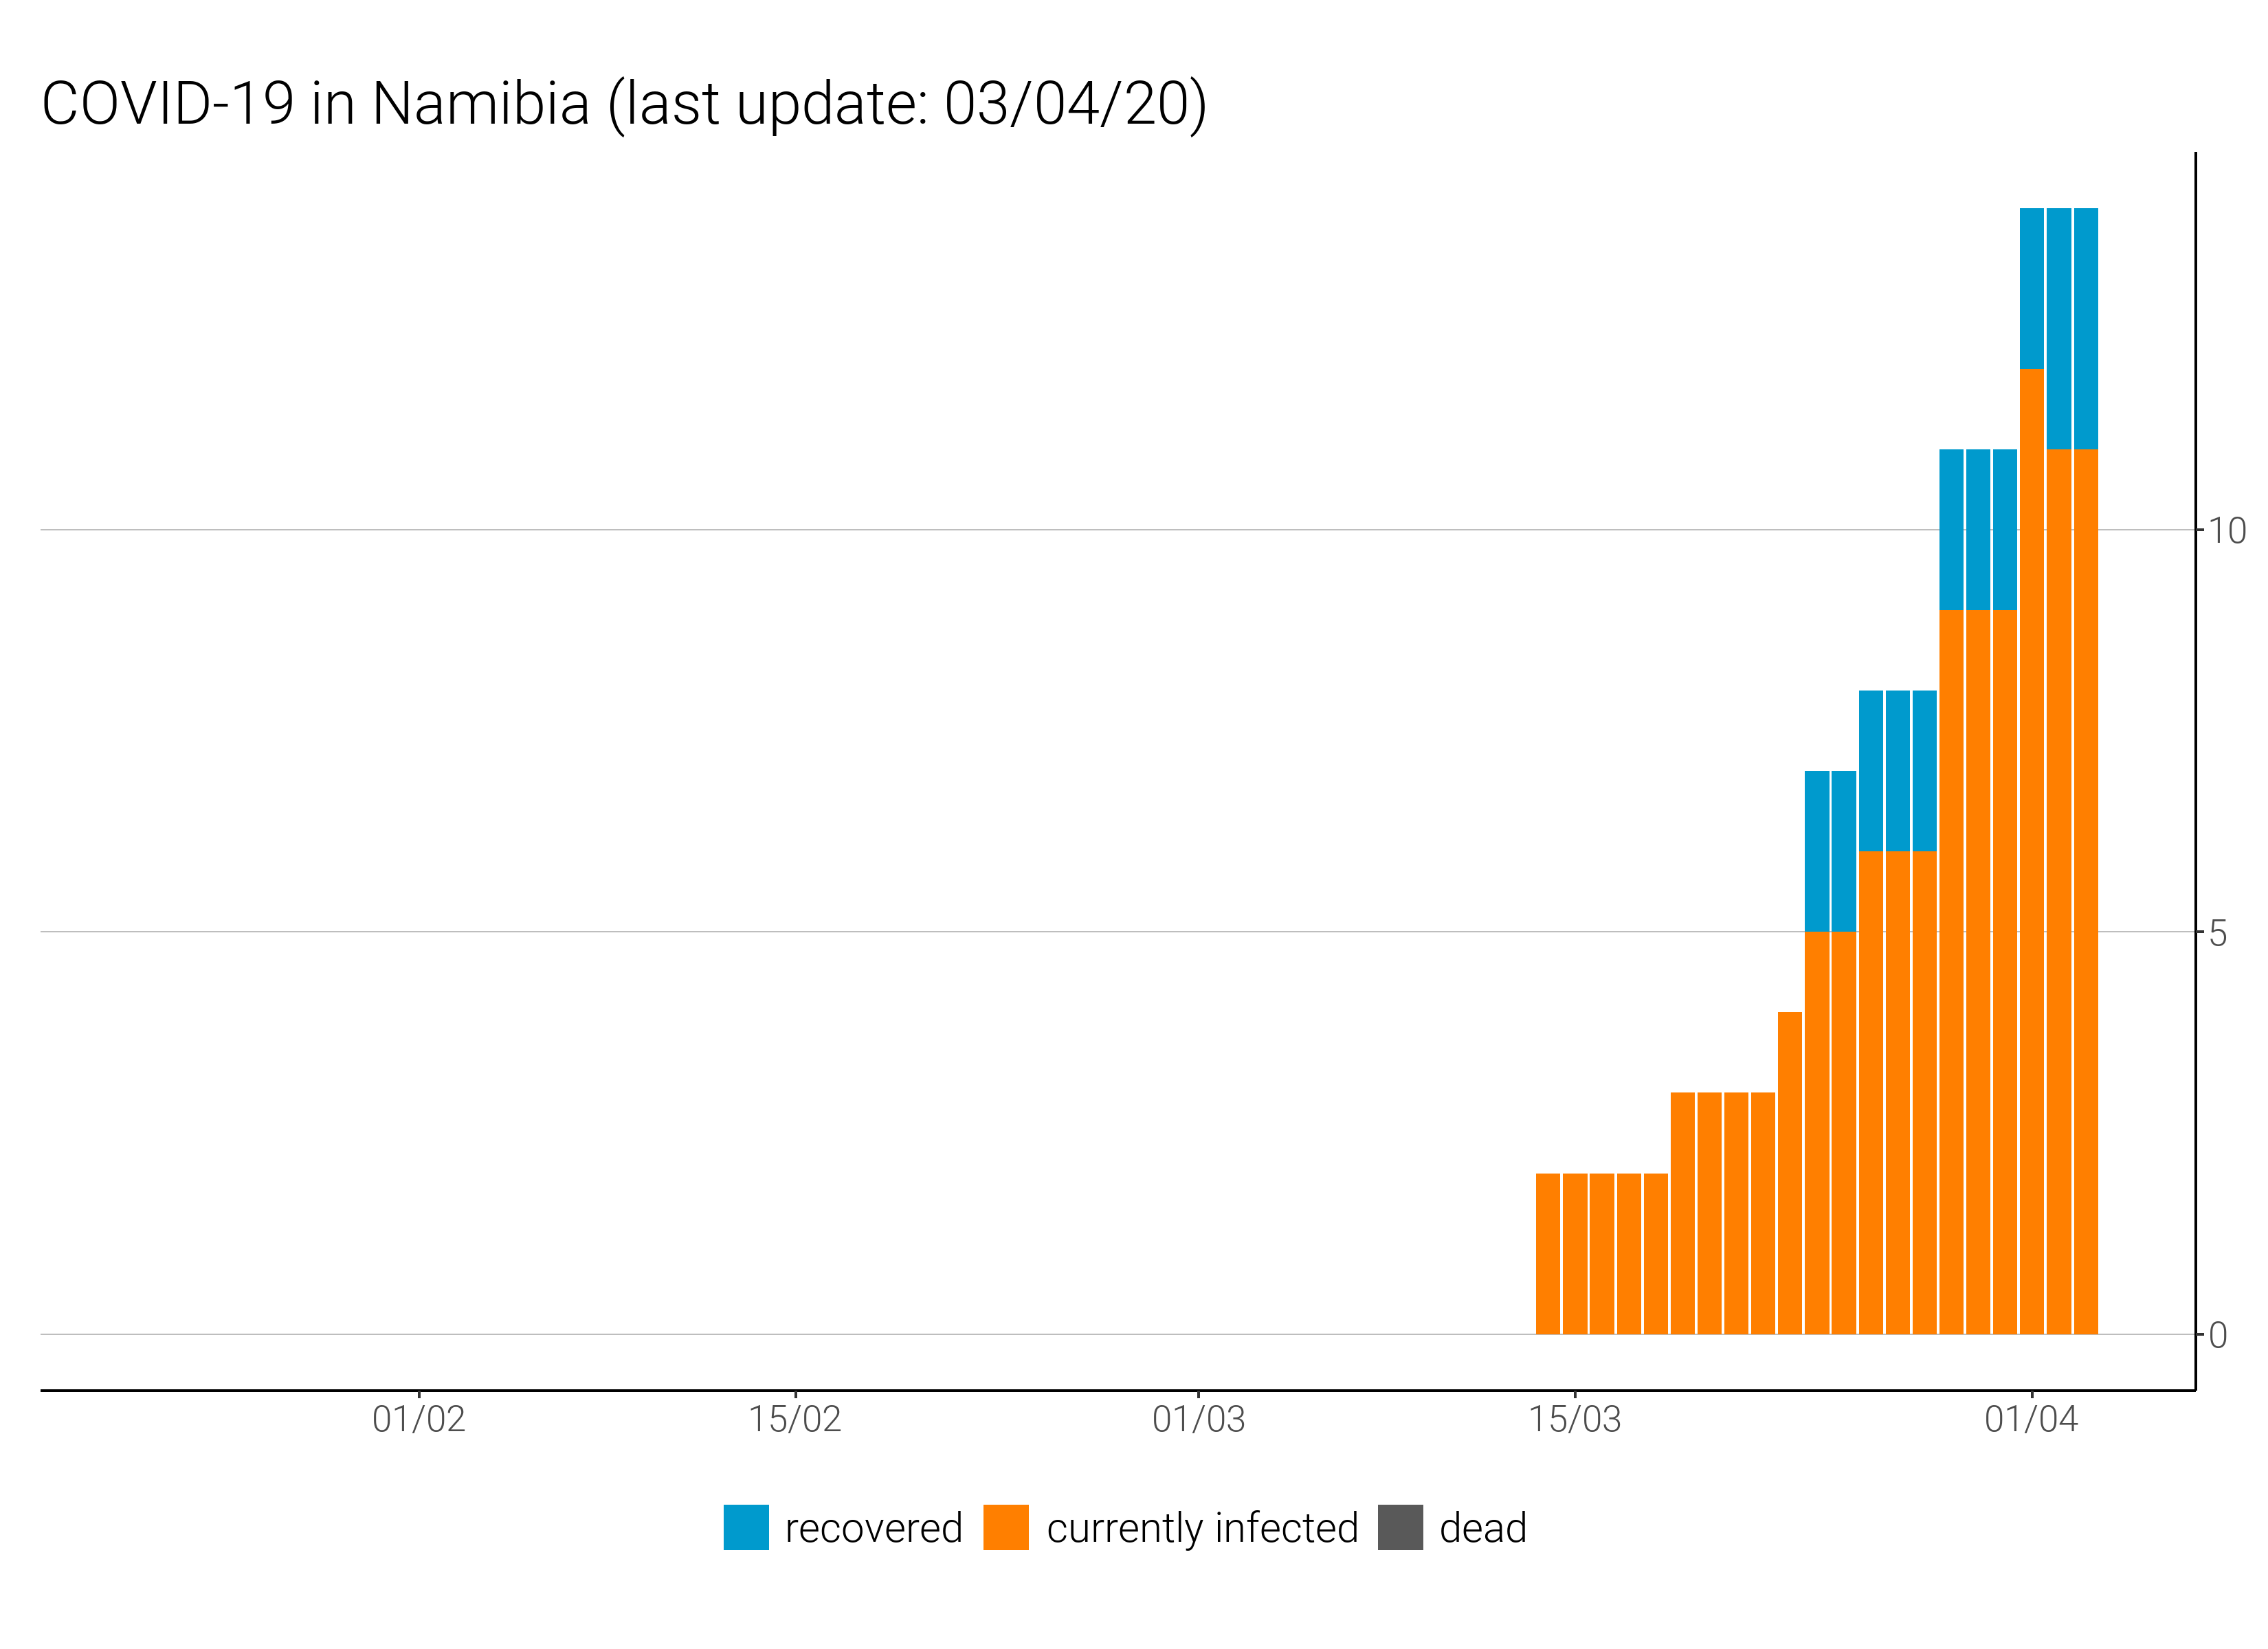 COVID-19 in Namibia (last update: 03/04/20)
10
5
0
01/02 15/02 01/03 15/03 01/04
recovered currently infected dead